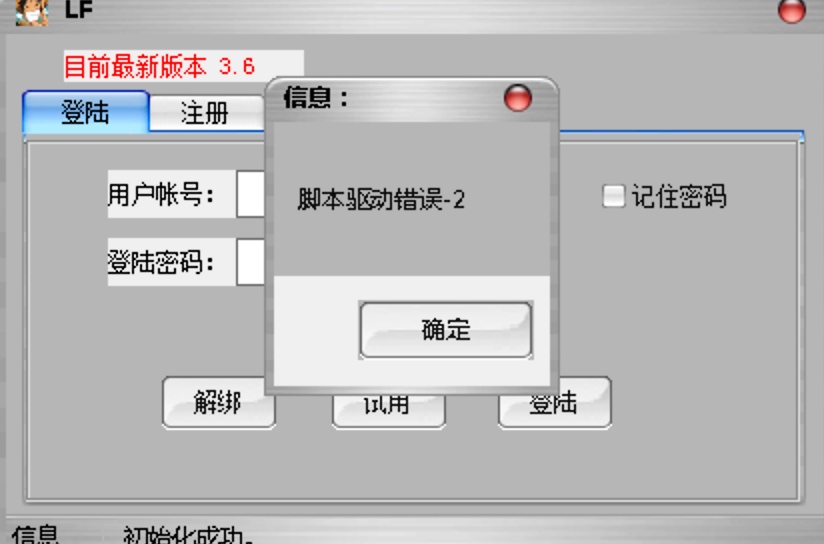 LF
目前最新版本 3.6
登陆 注册
信息：
用户帐号：
记住密码
脚本驱动错误-2
登陆密码：
确定
解绑 试用 登陆
信息 初始化成功。